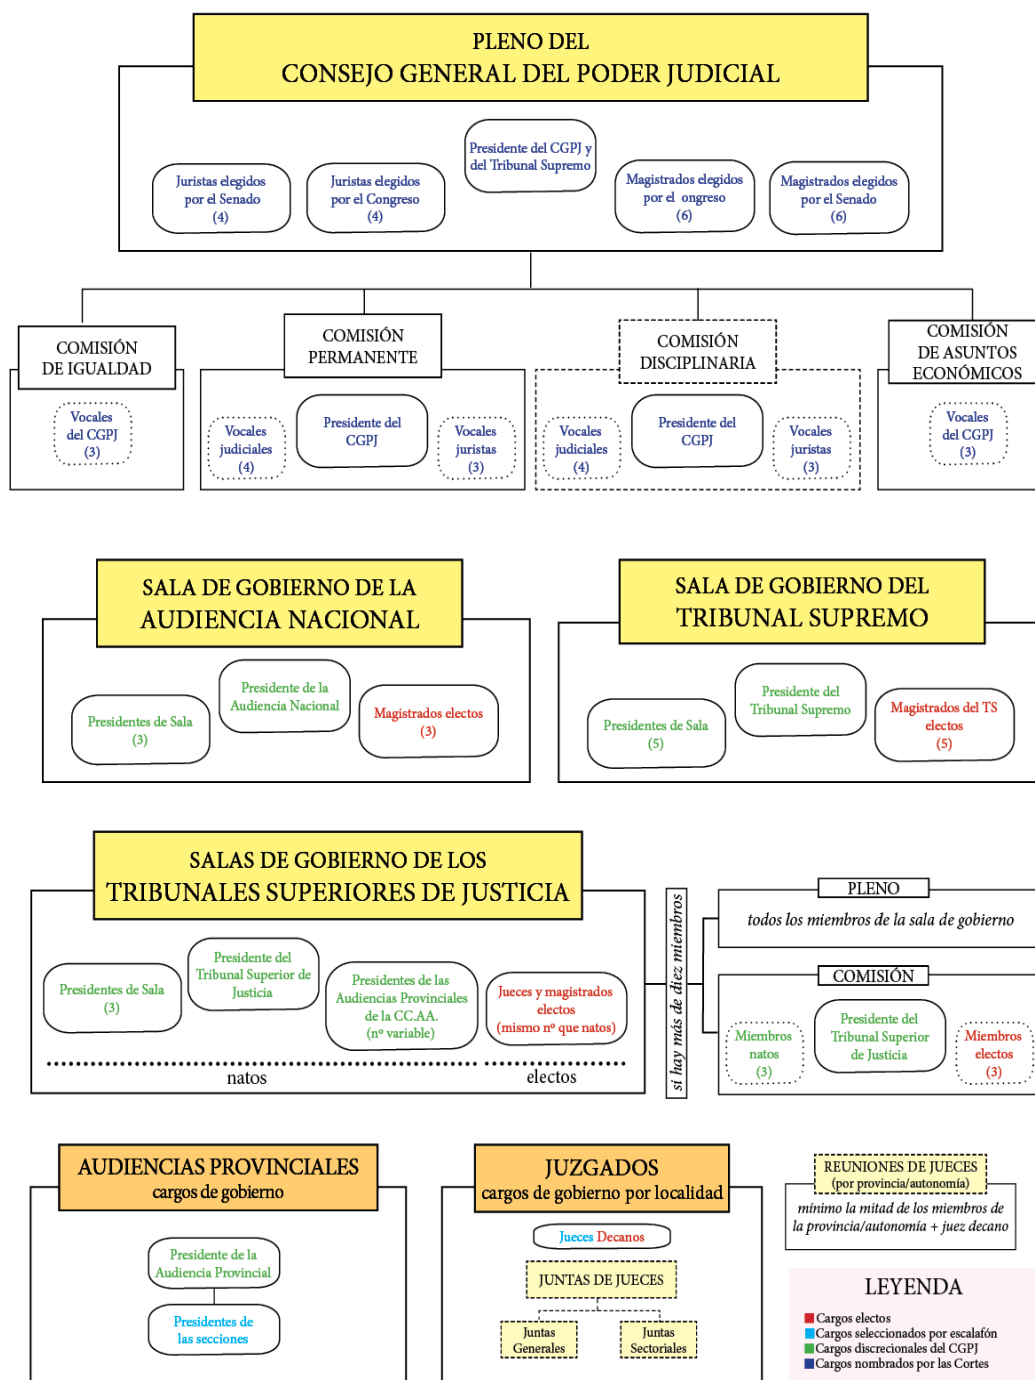 PLENO DEL
CONSEJO GENERAL DEL PODER JUDICIAL
Presidente del CGPJ y
del Tribunal Supremo
Juristas elegidos
por el Senado
(4)
Juristas elegidos
por el Congreso
(4)
Magistrados elegidos
por el ongreso
(6)
Magistrados elegidos
por el Senado
(6)
COMISIÓN
DE IGUALDAD
Vocales
del CGPJ
(3)
COMISIÓN
PERMANENTE
Vocales
judiciales
(4)
Presidente del
CGPJ
Vocales
juristas
(3)
COMISIÓN
DISCIPLINARIA
Vocales
judiciales
(4)
Presidente del
CGPJ
Vocales
juristas
(3)
COMISIÓN
DE ASUNTOS
ECONÓMICOS
Vocales
del CGPJ
(3)
SALA DE GOBIERNO DE LA
AUDIENCIA NACIONAL
Presidentes de Sala
(3)
Presidente de la
Audiencia Nacional
Magistrados electos
(3)
SALA DE GOBIERNO DEL
TRIBUNAL SUPREMO
Presidentes de Sala
(5)
Presidente del
Tribunal Supremo
Magistrados del TS
electos
(5)
SALAS DE GOBIERNO DE LOS
TRIBUNALES SUPERIORES DE JUSTICIA
Presidentes de Sala
(3)
Presidente del
Tribunal Superior de
Justicia
Presidentes de las
Audiencias Provinciales
de la CC.AA.
(nº variable)
Jueces y magistrados
electos
(mismo nº que natos)
natos
electos
si hay más de diez miembros
PLENO
todos los miembros de la sala de gobierno
COMISIÓN
Miembros
natos
(3)
Presidente del
Tribunal Superior
de Justicia
Miembros
electos
(3)
AUDIENCIAS PROVINCIALES
cargos de gobierno
Presidente de la
Audiencia Provincial
Presidentes de
las secciones
JUZGADOS
cargos de gobierno por localidad
Jueces Decanos
JUNTAS DE JUECES
Juntas
Generales
Juntas
Sectoriales
REUNIONES DE JUECES
(por provincia/autonomía)
mínimo la mitad de los miembros de
la provincia/autonomía + juez decano
LEYENDA
Cargos electos
Cargos seleccionados por escalafón
Cargos discrecionales del CGPJ
Cargos nombrados por las Cortes